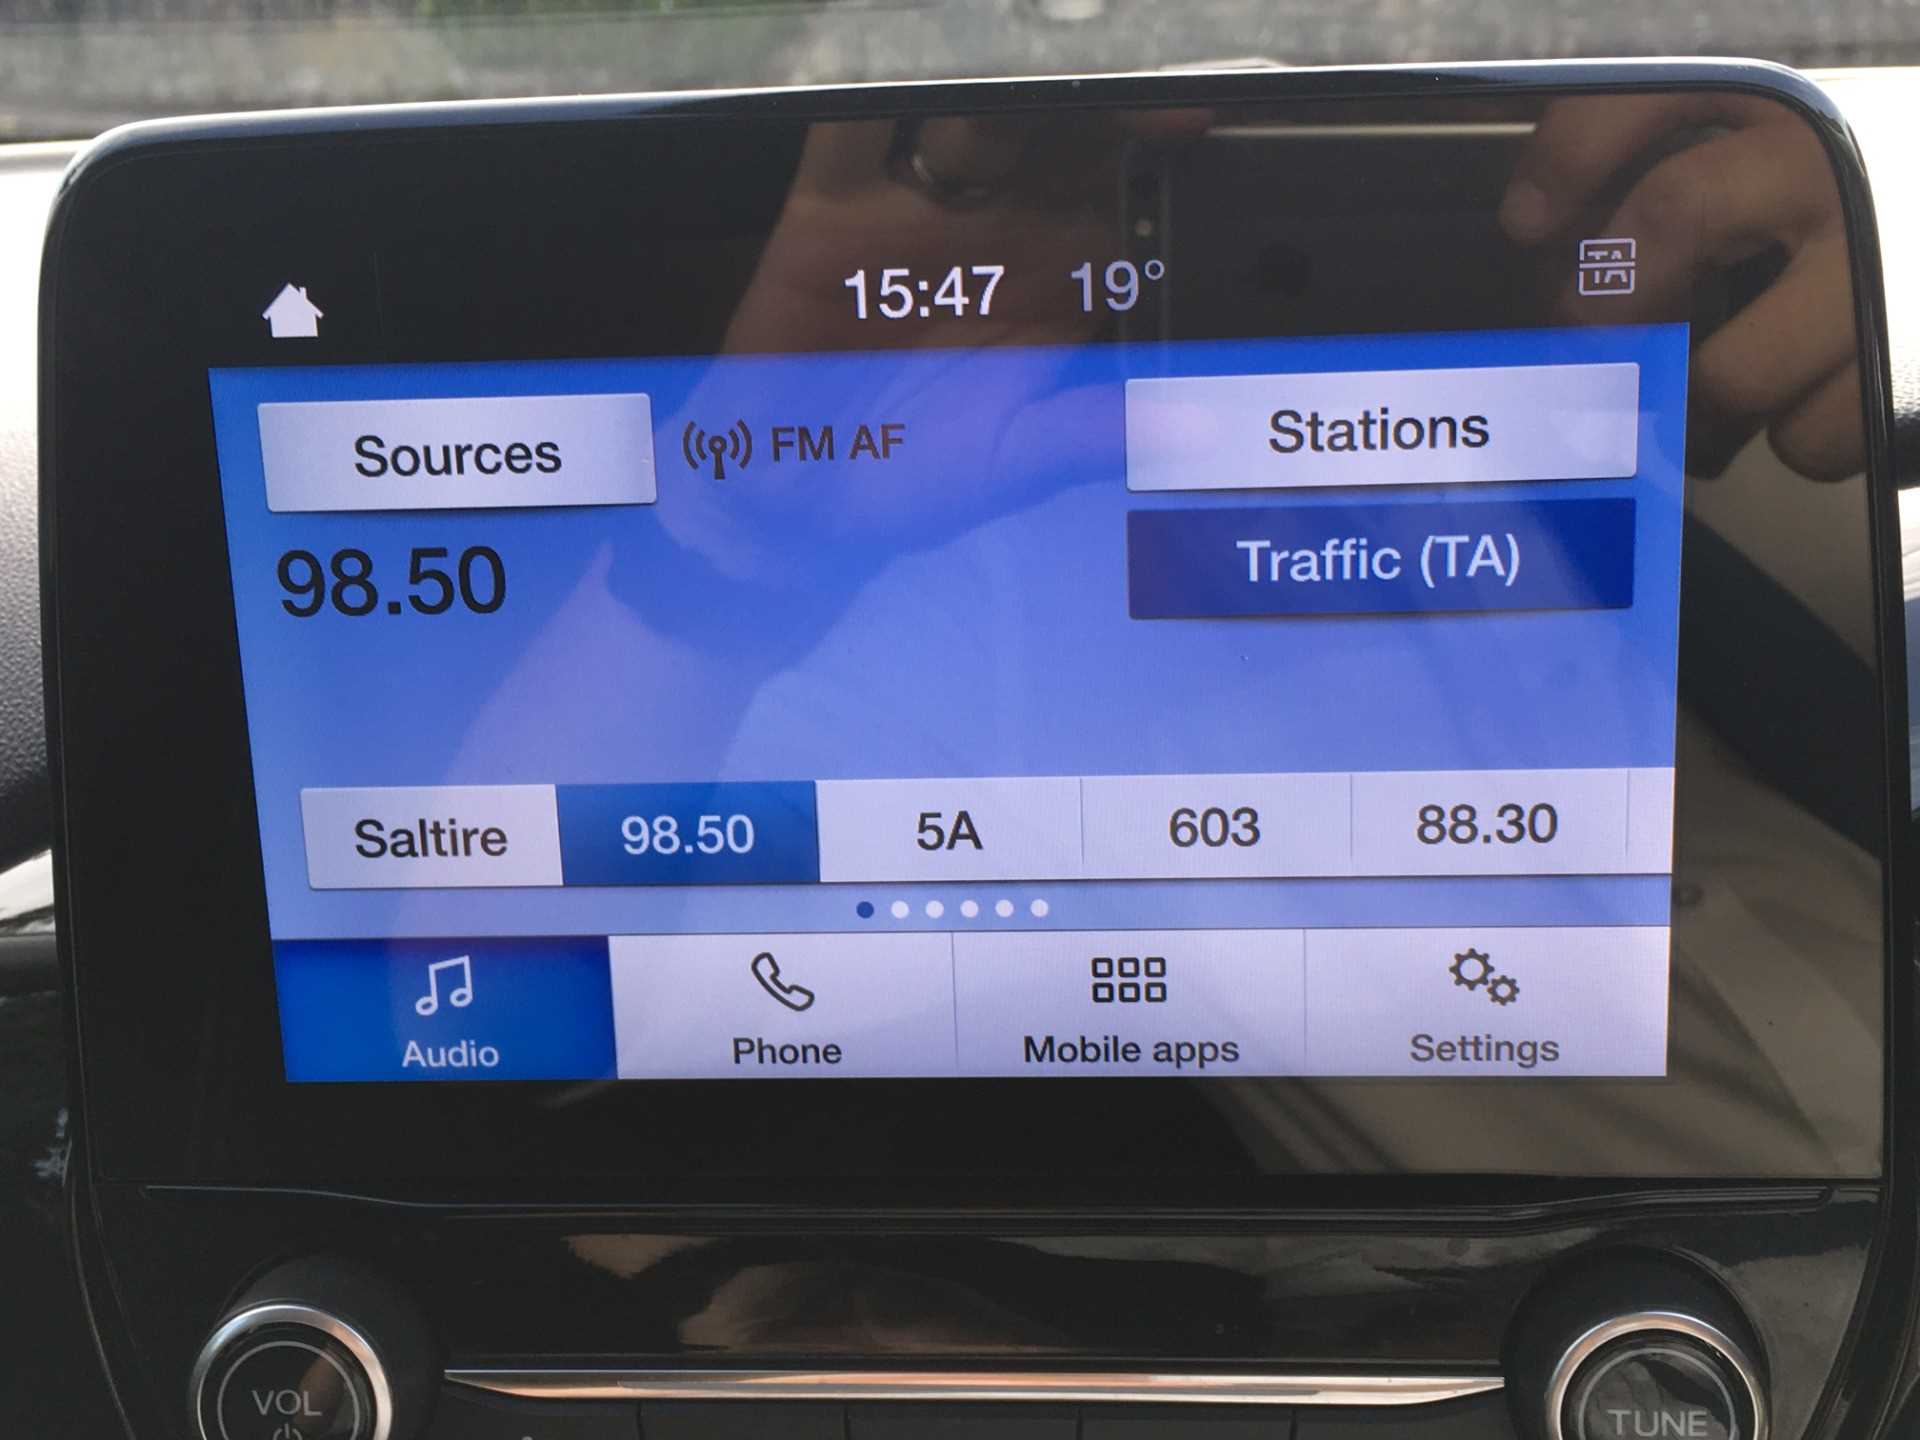 15:47 19°
TA
Sources FM AF Stations
98.50 Traffic (TA)
Saltire 98.50 5A 603 88.30
Audio Phone Mobile apps Settings
VOL TUNE